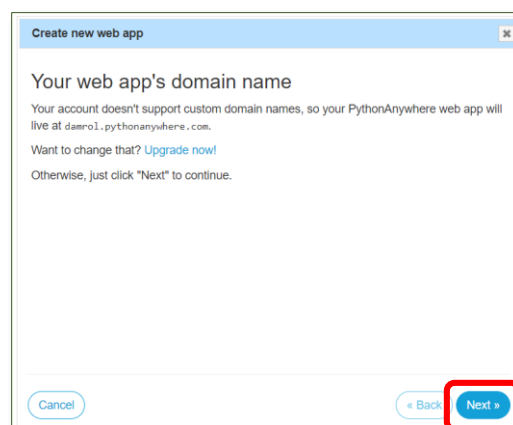 Create new web app
Your web app's domain name
Your account doesn't support custom domain names, so your PythonAnywhere web app will
live at damrol.pythonanywhere.com.
Want to change that? Upgrade now!
Otherwise, just click "Next" to continue.
Cancel
« Back
Next »